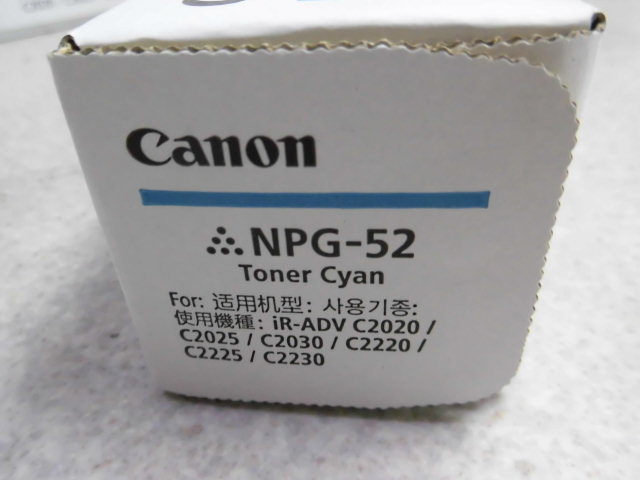 Canon
NPG-52
Toner Cyan
For: 适用机型: 사용기종:
使用機種: iR-ADV C2020 /
C2025 / C2030 / C2220 /
C2225 / C2230